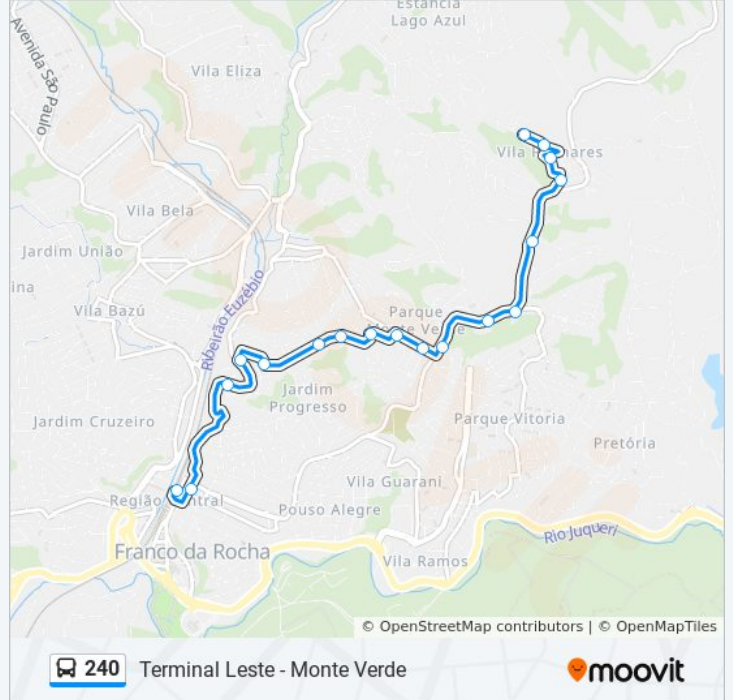 Estância
Lago Azul
Avenida São Paulo
Vila Eliza
Vila Bela
Jardim União
Ribeirão Euzébio
Vila Bazú
Parque
Jardim
Progresso
Jardim Cruzeiro
Parque Vitoria
Pretória
Vila Guarani
Pouso Alegre
Rio Juqueri
Franco da Rocha
Vila Ramos
© OpenStreetMap contributors | © OpenMapTiles
240 Terminal Leste - Monte Verde
moovit